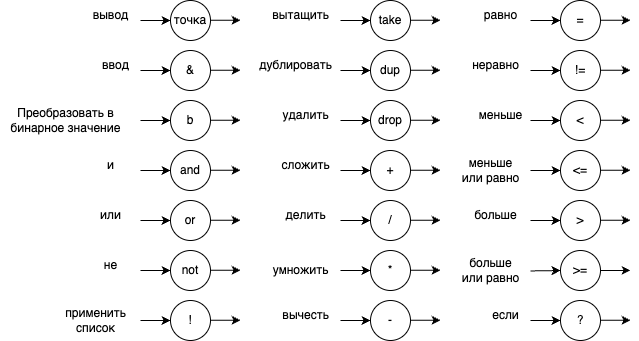 вывод точка вытащить take равно =
ввод & дублировать dup неравно !=
Преобразовать в
бинарное значение b удалить drop меньше <
и and сложить + меньше
или равно <=
или or делить / больше >
не not умножить * больше
или равно >=
применить
список ! вычесть - если ?